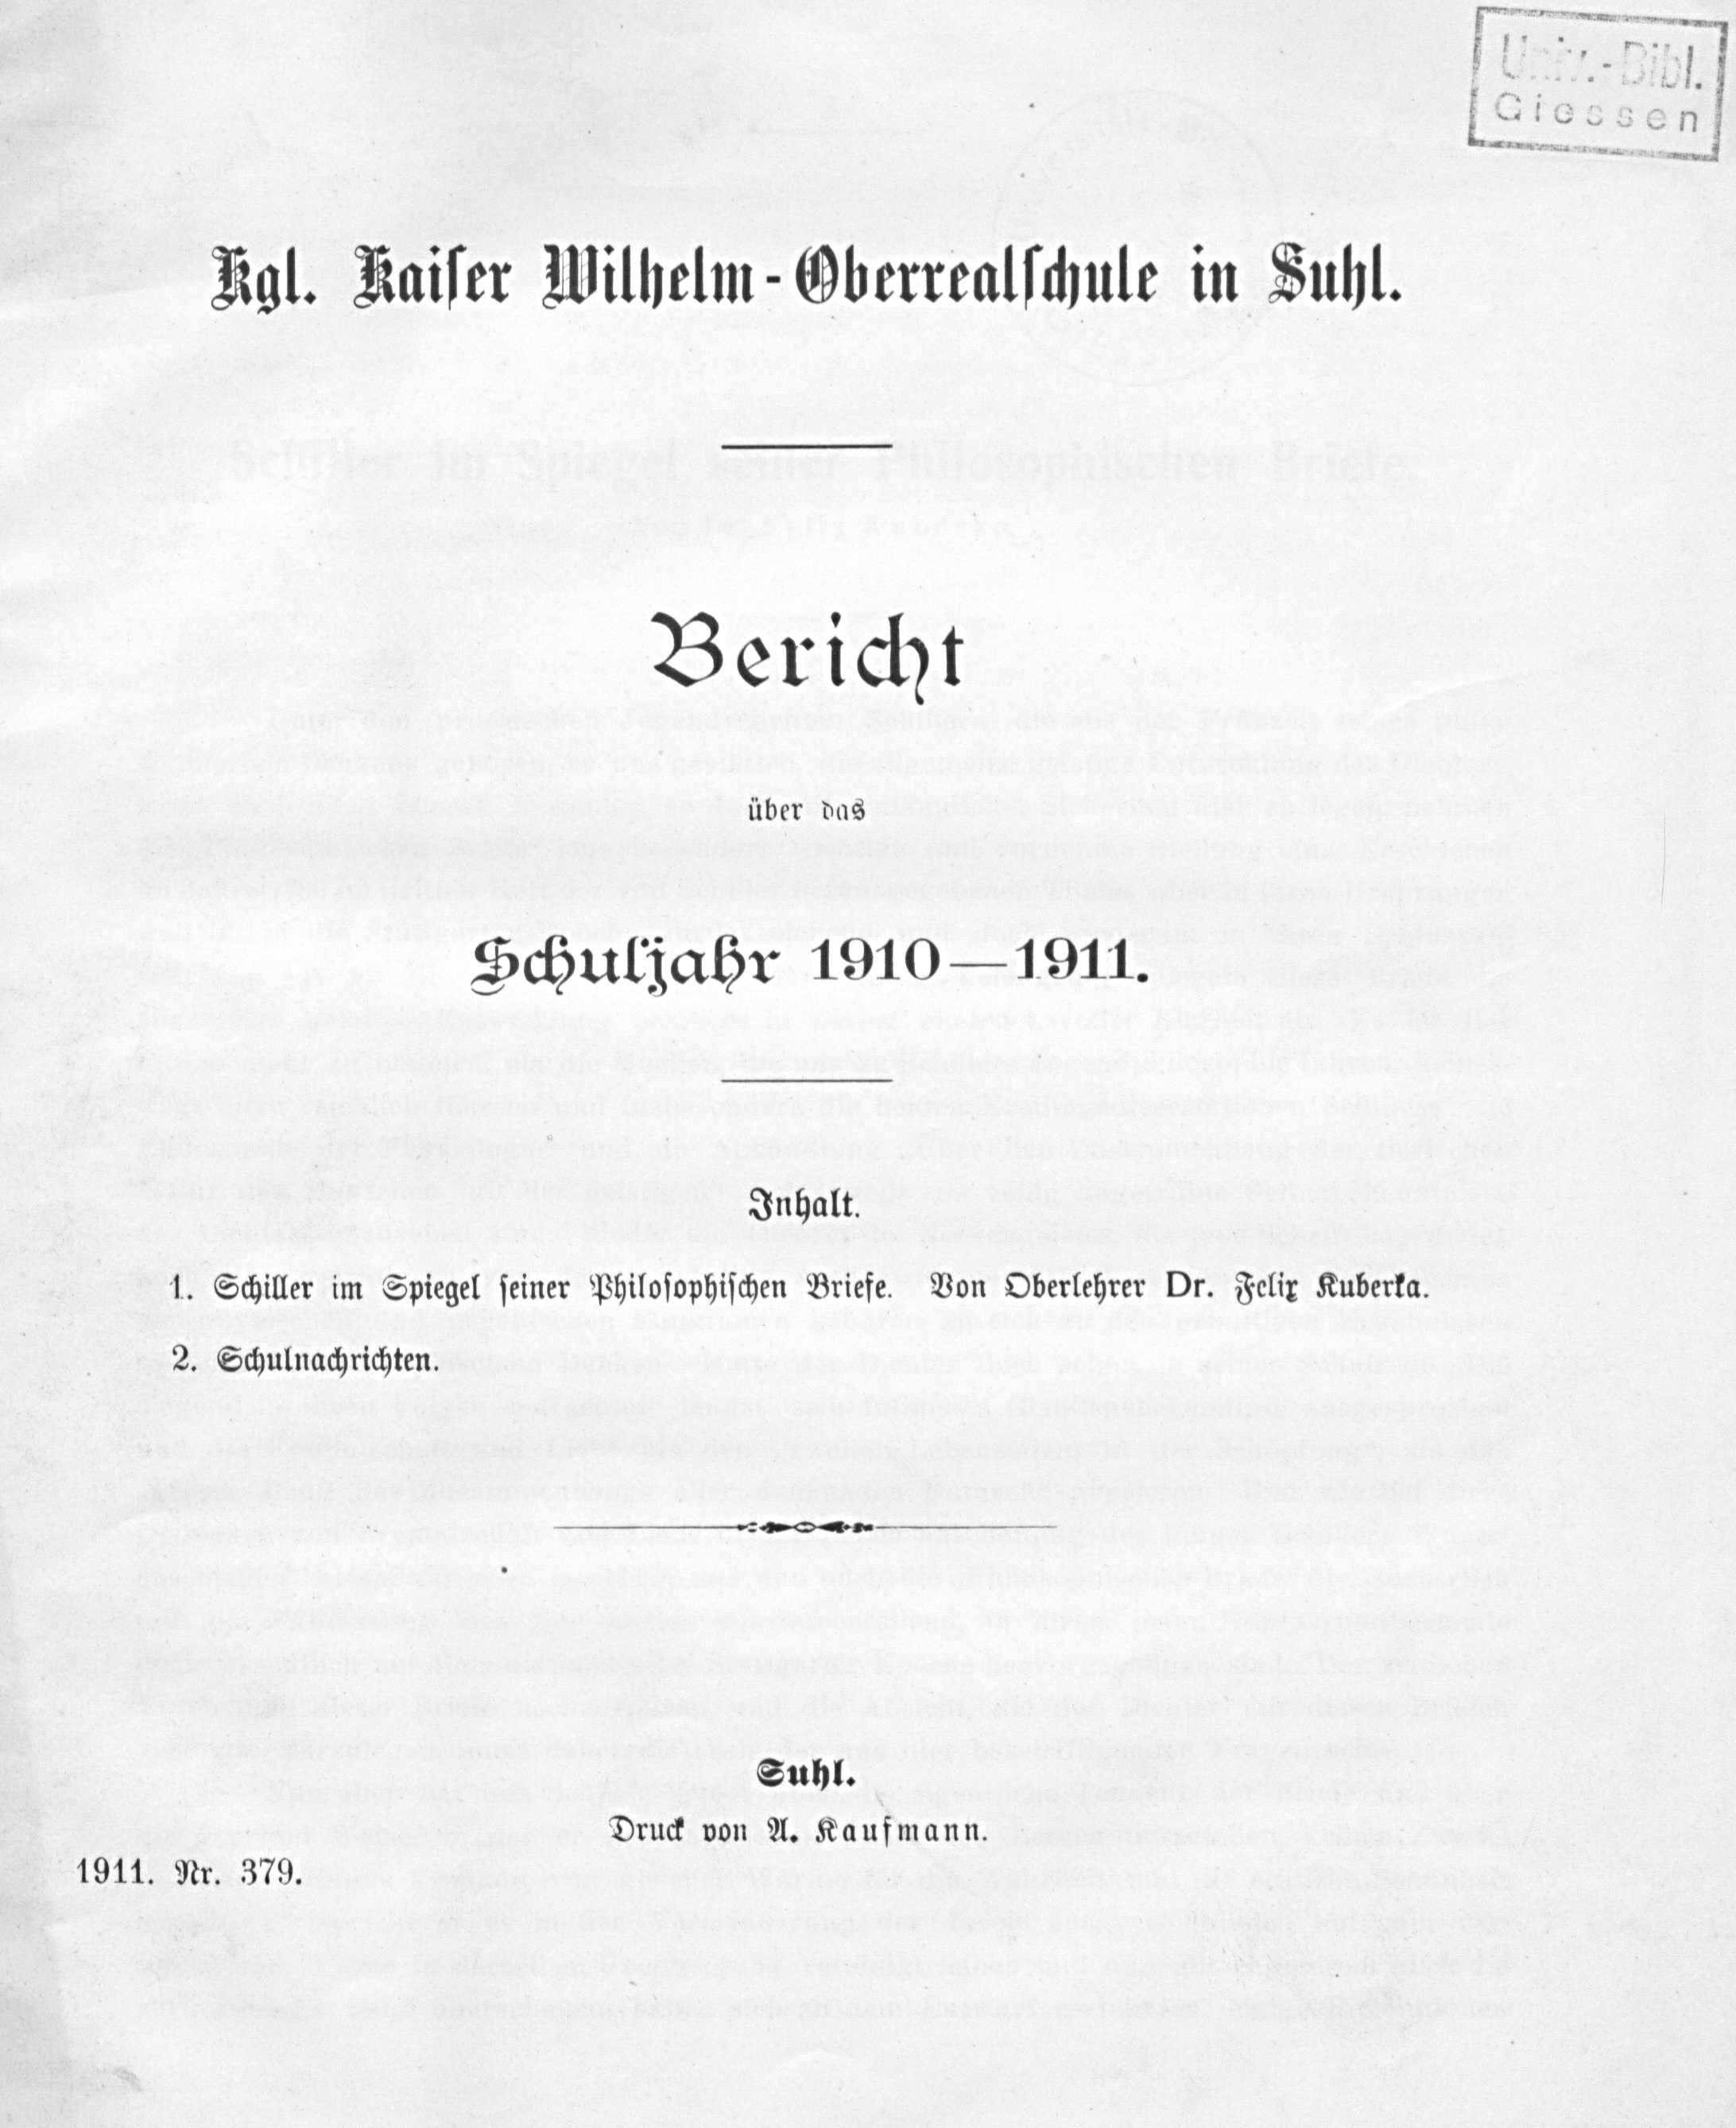 Univ.-Bibl.
Giessen
Kgl. Kaiser Wilhelm-Oberrealschule in Suhl.
Bericht
über das
Schuljahr 1910—1911.
Inhalt.
1. Schiller im Spiegel seiner Philosophischen Briefe. Von Oberlehrer Dr. Felix Kuberka.
2. Schulnachrichten.
Suhl.
Druck von A. Kaufmann.
1911. Nr. 379.